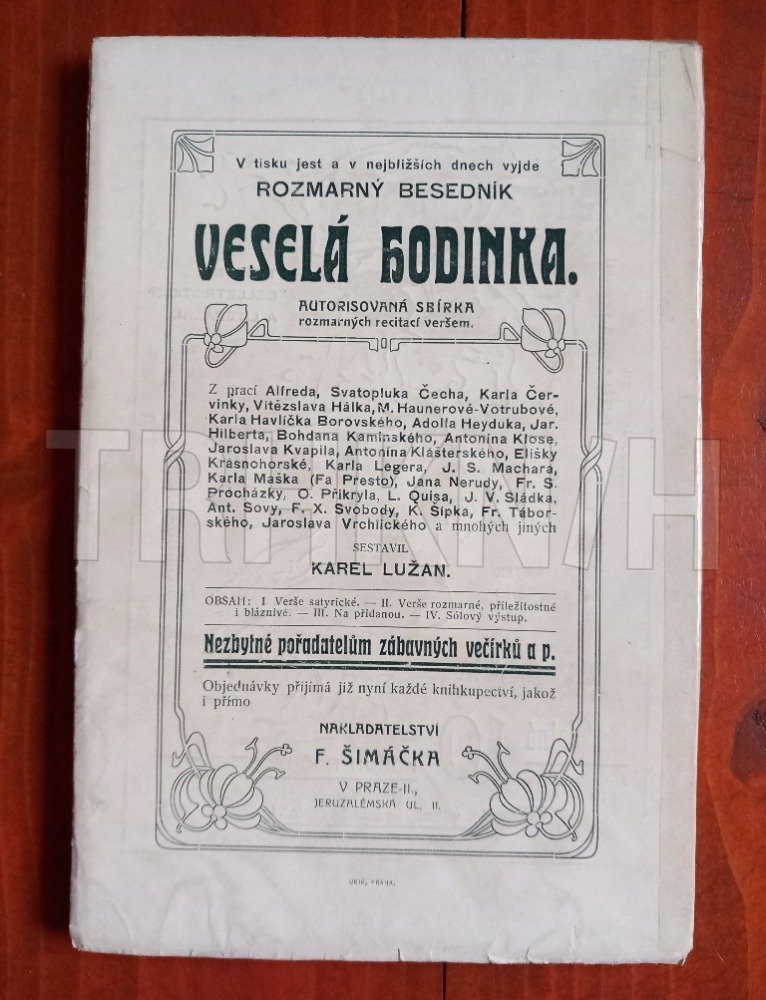 V tisku jest a v nejbližších dnech vyjde
ROZMARNÝ BESEDNÍK
VESELÁ HODINKA.
AUTORISOVANÁ SBÍRKA
rozmarných recitací veršem.
Z prací Alfreda, Svatopluka Čecha, Karla Čer-
vinky, Vítězslava Hálka, M. Haunerové-Votrubové,
Karla Havlíčka Borovského, Adolfa Heyduka, Jar.
Hilberta, Bohdana Kaminského, Antonína Klose,
Jaroslava Kvapila, Antonína Klášterského, Elišky
Krásnohorské, Karla Legera, J. S. Machara,
Karla Maška (Fa Presto), Jana Nerudy, Fr. S.
Procházky, O. Přikryla, L. Quisa, J. V. Sládka,
Ant. Sovy, F. X. Svobody, K. Šípka, Fr. Tábor-
ského, Jaroslava Vrchlického a mnohých jiných
SESTAVIL
KAREL LUŽAN.
OBSAH: I Verše satyrické. — II. Verše rozmarné, příležitostné
i bláznivé. — III. Na přídanou. — IV. Sólový výstup.
Nezbytné pořadatelům zábavných večírků a p.
Objednávky přijímá již nyní každé knihkupectví, jakož
i přímo
NAKLADATELSTVÍ
F. ŠIMÁČKA
V PRAZE-II.,
JERUZALÉMSKÁ UL. 11.
UNIE, PRAHA.